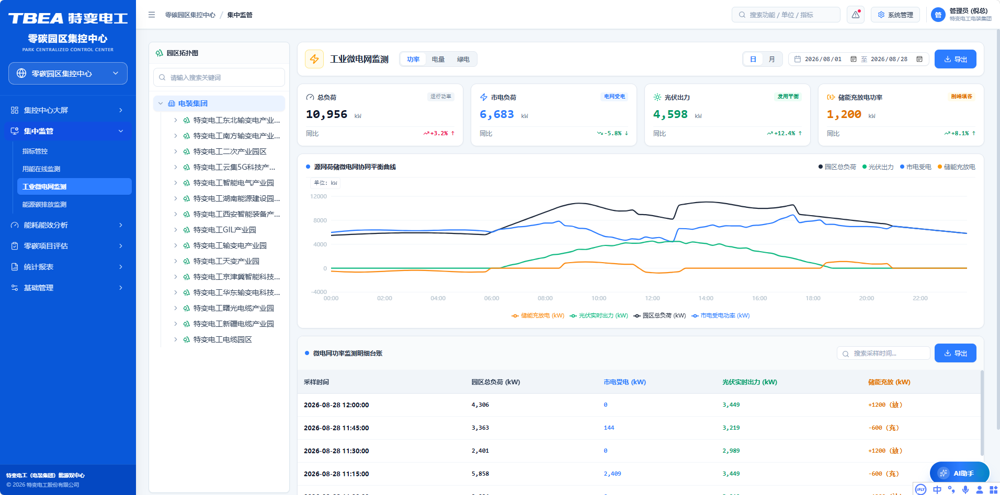 TBEA 特变电工
零碳园区集控中心
PARK CENTRALIZED CONTROL CENTER
零碳园区集控中心
集控中心大屏
集中监管
指标管控
用能在线监测
工业微电网监测
能源碳排放监测
能耗能效分析
零碳项目评估
统计报表
基础管理
特变电工（电装集团）能源双中心
© 2026 特变电工股份有限公司
零碳园区集控中心 / 集中监管
搜索功能 / 单位 / 指标
系统管理
管
管理员 (倪总)
特变电工电装集团
园区拓扑图
请输入搜索关键词
电装集团
特变电工东北输变电产业...
特变电工南方输变电产业...
特变电工二次产业园区
特变电工云集5G科技产...
特变电工智能电气产业园
特变电工湖南能源建设园...
特变电工西安智能装备产...
特变电工GIL产业园
特变电工输变电产业园
特变电工天变产业园
特变电工京津冀智能科技...
特变电工华东输变电科技...
特变电工曙光电缆产业园
特变电工新疆电缆产业园
特变电工电缆园区
工业微电网监测
功率 电量 绿电
日 月
2026/08/01 至 2026/08/28
导出
总负荷 运行功率
10,956 kW
同比 +3.2% ↑
市电负荷 电网受电
6,683 kW
同比 -5.8% ↓
光伏出力 发用平衡
4,598 kW
同比 +12.4% ↑
储能充放电功率 削峰填谷
1,200 kW
同比 +8.1% ↑
源网荷储微电网协同平衡曲线
园区总负荷 光伏出力 市电受电 储能充放电
单位: kW
12000
8000
4000
0
-4000
00:00 02:00 04:00 06:00 08:00 10:00 12:00 14:00 16:00 18:00 20:00 22:00
储能充放电 (kW) 光伏实时出力 (kW) 园区总负荷 (kW) 市电受电功率 (kW)
微电网功率监测明细台账
搜索采样时间...
导出
采样时间 园区总负荷 (kW) 市电受电 (kW) 光伏实时出力 (kW) 储能充放 (kW)
2026-08-28 12:00:00 4,306 0 3,449 +1200 (放)
2026-08-28 11:45:00 3,363 144 3,219 -600 (充)
2026-08-28 11:30:00 2,401 0 2,989 +1200 (放)
2026-08-28 11:15:00 5,858 2,409 3,449 -600 (充)
AI助手
iFLY 中